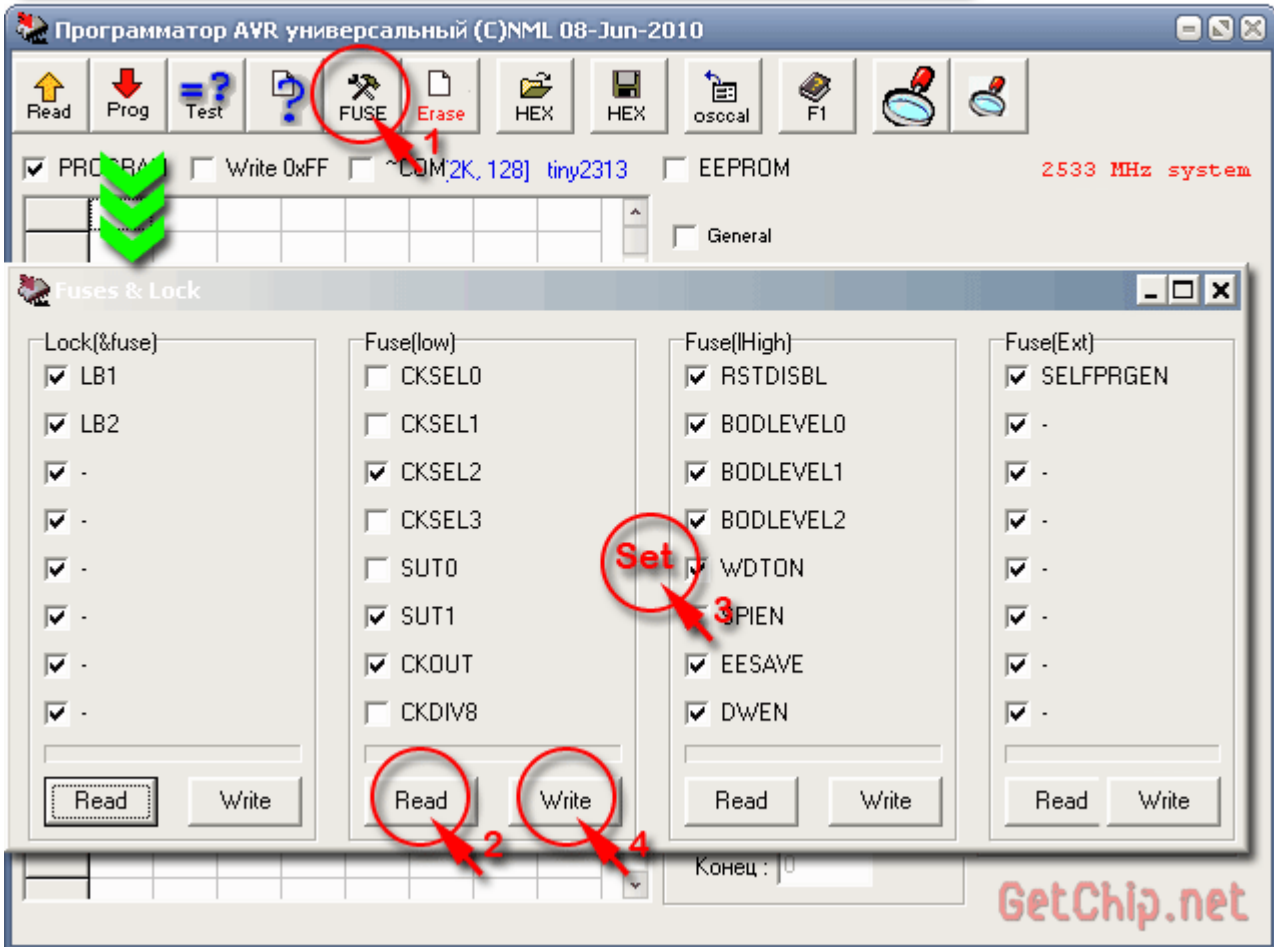 Программатор AVR универсальный (C)NML 08-Jun-2010
Read Prog =? Test ? FUSE Erase HEX HEX osccal F1
1
PROGRAM Write 0xFF ~COM [2K, 128] tiny2313 EEPROM 2533 MHz system
General
Fuses & Lock
Lock(&fuse) Fuse(low) Fuse(lHigh) Fuse(Ext)
LB1 CKSEL0 RSTDISBL SELFPRGEN
LB2 CKSEL1 BODLEVEL0 -
- CKSEL2 BODLEVEL1 -
- CKSEL3 BODLEVEL2 -
Set
- SUT0 WDTON -
3
- SUT1 SPIEN -
- CKOUT EESAVE -
- CKDIV8 DWEN -
Read Write Read Write Read Write Read Write
2 4
Конец : 0
GetChip.net